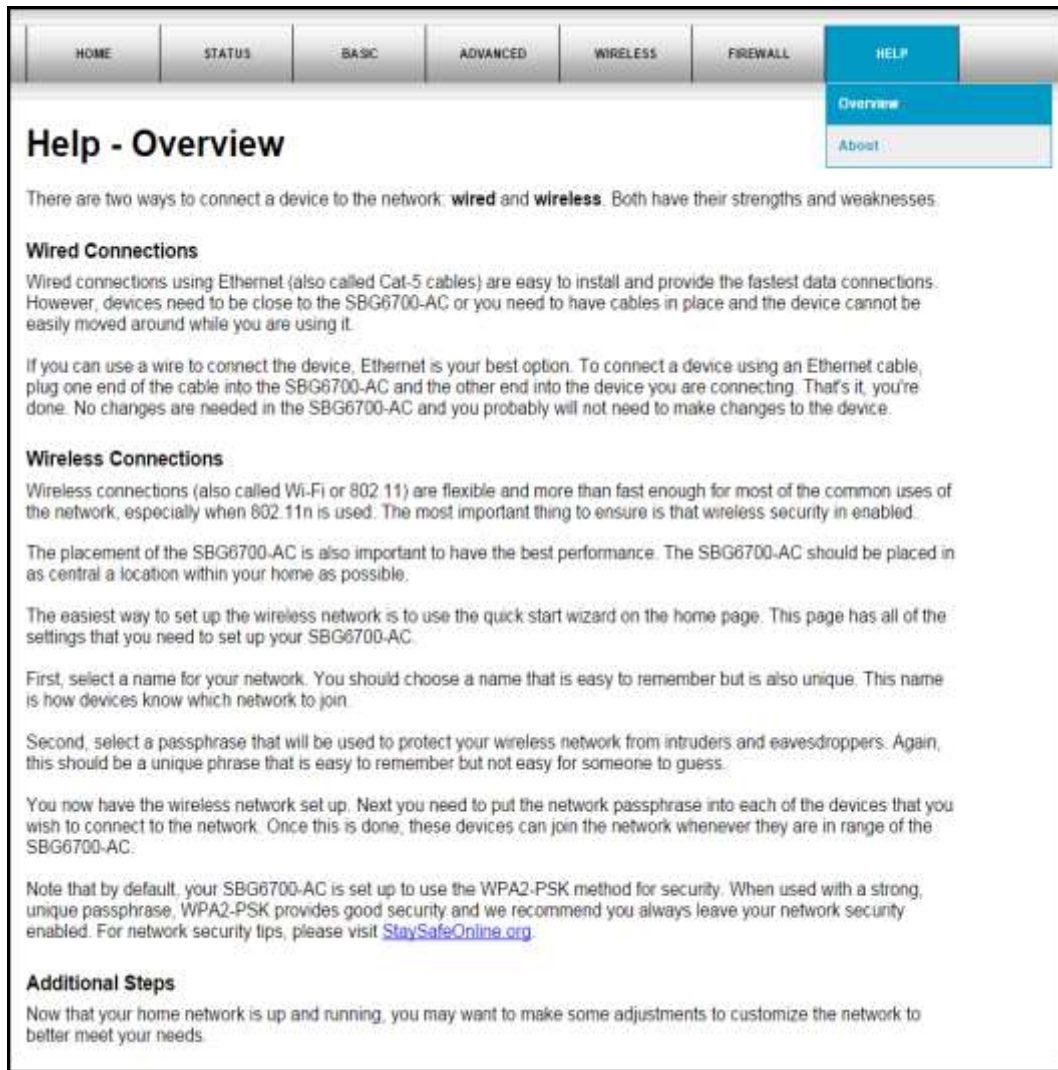 HOME STATUS BASIC ADVANCED WIRELESS FIREWALL HELP
Overview
About
Help - Overview
There are two ways to connect a device to the network: wired and wireless. Both have their strengths and weaknesses.
Wired Connections
Wired connections using Ethernet (also called Cat-5 cables) are easy to install and provide the fastest data connections.
However, devices need to be close to the SBG6700-AC or you need to have cables in place and the device cannot be
easily moved around while you are using it.
If you can use a wire to connect the device, Ethernet is your best option. To connect a device using an Ethernet cable,
plug one end of the cable into the SBG6700-AC and the other end into the device you are connecting. That's it, you're
done. No changes are needed in the SBG6700-AC and you probably will not need to make changes to the device.
Wireless Connections
Wireless connections (also called Wi-Fi or 802.11) are flexible and more than fast enough for most of the common uses of
the network, especially when 802.11n is used. The most important thing to ensure is that wireless security in enabled.
The placement of the SBG6700-AC is also important to have the best performance. The SBG6700-AC should be placed in
as central a location within your home as possible.
The easiest way to set up the wireless network is to use the quick start wizard on the home page. This page has all of the
settings that you need to set up your SBG6700-AC.
First, select a name for your network. You should choose a name that is easy to remember but is also unique. This name
is how devices know which network to join.
Second, select a passphrase that will be used to protect your wireless network from intruders and eavesdroppers. Again,
this should be a unique phrase that is easy to remember but not easy for someone to guess.
You now have the wireless network set up. Next you need to put the network passphrase into each of the devices that you
wish to connect to the network. Once this is done, these devices can join the network whenever they are in range of the
SBG6700-AC.
Note that by default, your SBG6700-AC is set up to use the WPA2-PSK method for security. When used with a strong,
unique passphrase, WPA2-PSK provides good security and we recommend you always leave your network security
enabled. For network security tips, please visit StaySafeOnline.org.
Additional Steps
Now that your home network is up and running, you may want to make some adjustments to customize the network to
better meet your needs.